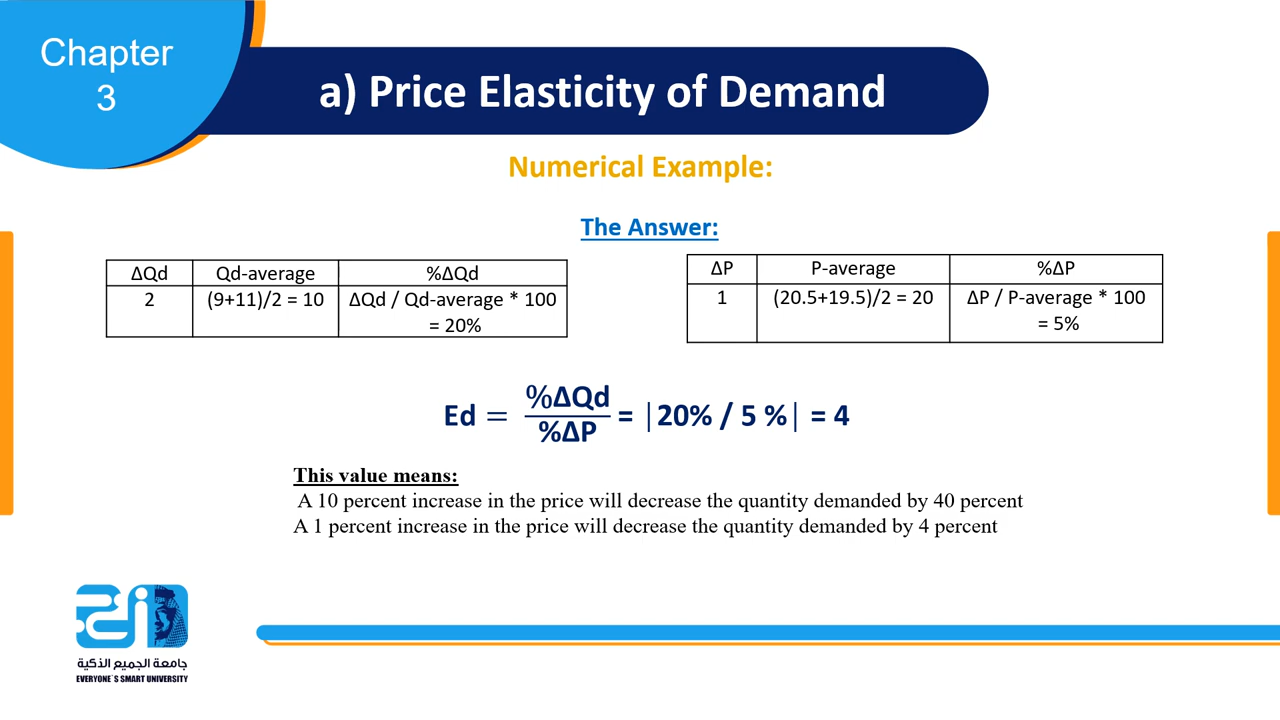 Chapter
3
a) Price Elasticity of Demand
Numerical Example:
The Answer:
ΔQd Qd-average %ΔQd
2 (9+11)/2 = 10 ΔQd / Qd-average * 100
= 20%
ΔP P-average %ΔP
1 (20.5+19.5)/2 = 20 ΔP / P-average * 100
= 5%
Ed = %ΔQd / %ΔP = |20% / 5 %| = 4
This value means:
A 10 percent increase in the price will decrease the quantity demanded by 40 percent
A 1 percent increase in the price will decrease the quantity demanded by 4 percent
جامعة الجميع الذكية
EVERYONE`S SMART UNIVERSITY